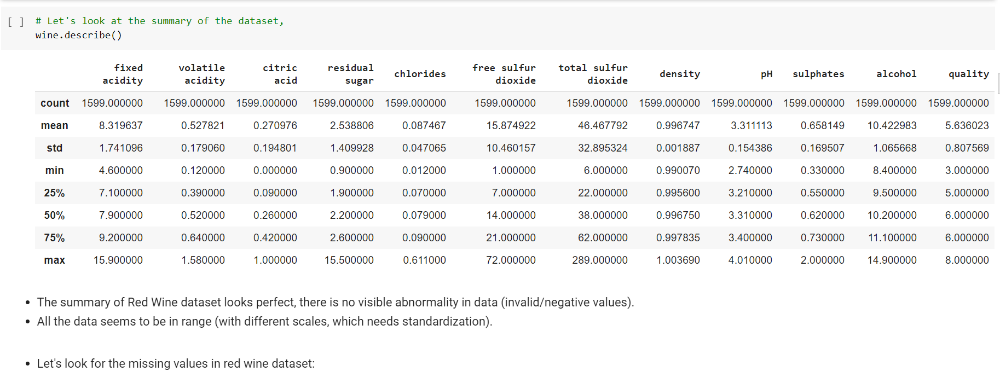 [ ] # Let's look at the summary of the dataset,
wine.describe()
fixed acidity volatile acidity citric acid residual sugar chlorides free sulfur dioxide total sulfur dioxide density pH sulphates alcohol quality
count 1599.000000 1599.000000 1599.000000 1599.000000 1599.000000 1599.000000 1599.000000 1599.000000 1599.000000 1599.000000 1599.000000 1599.000000
mean 8.319637 0.527821 0.270976 2.538806 0.087467 15.874922 46.467792 0.996747 3.311113 0.658149 10.422983 5.636023
std 1.741096 0.179060 0.194801 1.409928 0.047065 10.460157 32.895324 0.001887 0.154386 0.169507 1.065668 0.807569
min 4.600000 0.120000 0.000000 0.900000 0.012000 1.000000 6.000000 0.990070 2.740000 0.330000 8.400000 3.000000
25% 7.100000 0.390000 0.090000 1.900000 0.070000 7.000000 22.000000 0.995600 3.210000 0.550000 9.500000 5.000000
50% 7.900000 0.520000 0.260000 2.200000 0.079000 14.000000 38.000000 0.996750 3.310000 0.620000 10.200000 6.000000
75% 9.200000 0.640000 0.420000 2.600000 0.090000 21.000000 62.000000 0.997835 3.400000 0.730000 11.100000 6.000000
max 15.900000 1.580000 1.000000 15.500000 0.611000 72.000000 289.000000 1.003690 4.010000 2.000000 14.900000 8.000000
• The summary of Red Wine dataset looks perfect, there is no visible abnormality in data (invalid/negative values).
• All the data seems to be in range (with different scales, which needs standardization).
• Let's look for the missing values in red wine dataset: